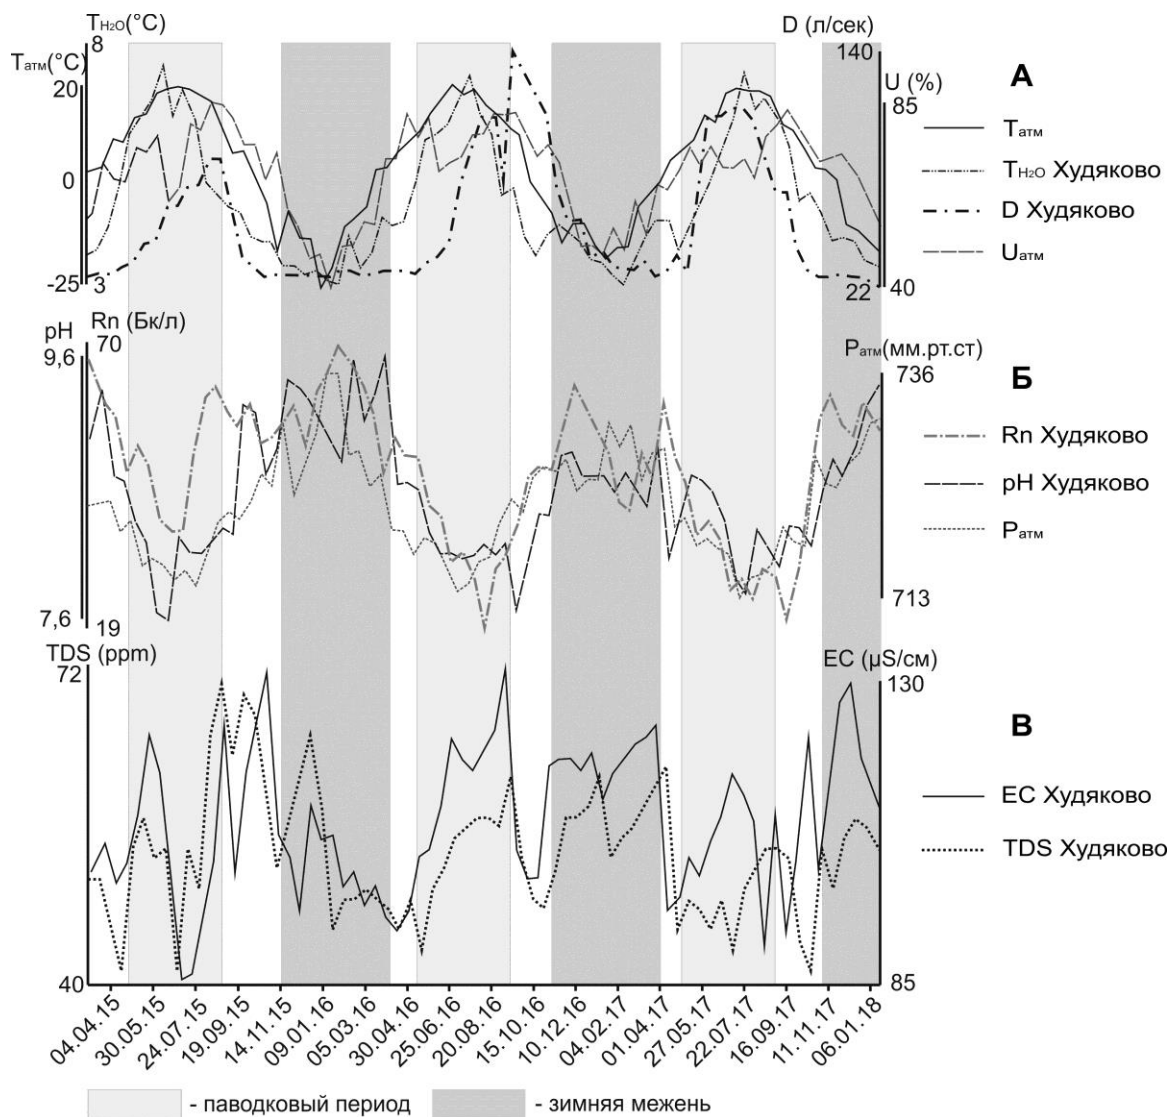 TH₂O(°C)
8
Tатм(°C)
20
0
-25
3
D (л/сек)
140
U (%)
85
22
40
А
Tатм
TH₂O Худяково
D Худяково
Uатм
pH
Rn (Бк/л)
70
9,6
7,6
19
Pатм(мм.рт.ст)
736
713
Б
Rn Худяково
pH Худяково
Pатм
TDS (ppm)
72
40
EC (µS/см)
130
85
В
EC Худяково
TDS Худяково
04.04.15
30.05.15
24.07.15
19.09.15
14.11.15
09.01.16
05.03.16
30.04.16
25.06.16
20.08.16
15.10.16
10.12.16
04.02.17
01.04.17
27.05.17
22.07.17
16.09.17
11.11.17
06.01.18
- паводковый период
- зимняя межень